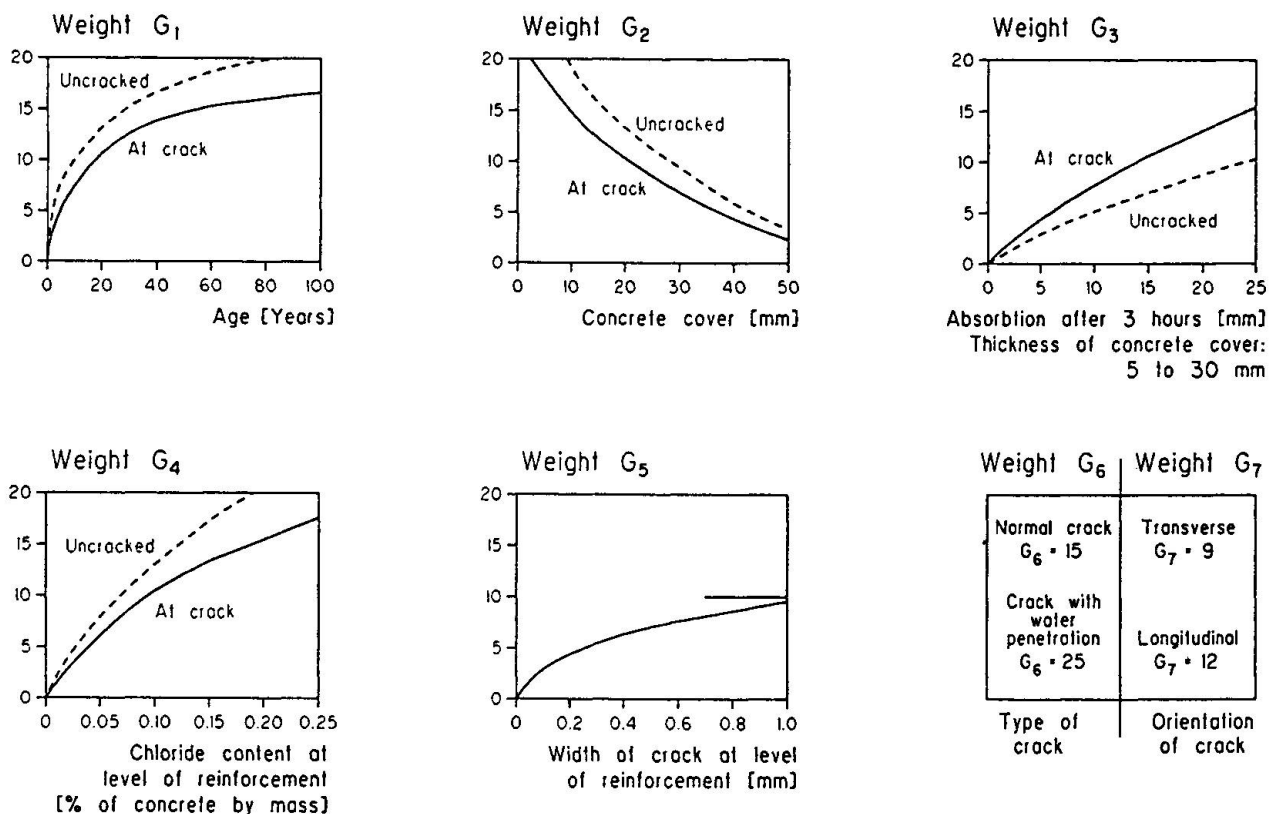 Weight G₁
20
15
10
5
0
Uncracked
At crack
0 20 40 60 80 100
Age [Years]
Weight G₂
20
15
10
5
0
Uncracked
At crack
0 10 20 30 40 50
Concrete cover [mm]
Weight G₃
20
15
10
5
0
At crack
Uncracked
0 5 10 15 20 25
Absorbtion after 3 hours [mm]
Thickness of concrete cover:
5 to 30 mm
Weight G₄
20
15
10
5
0
Uncracked
At crack
0 0.05 0.10 0.15 0.20 0.25
Chloride content at
level of reinforcement
[% of concrete by mass]
Weight G₅
20
15
10
5
0
0 0.2 0.4 0.6 0.8 1.0
Width of crack at level
of reinforcement [mm]
Weight G₆
Weight G₇
Normal crack
G₆ = 15
Crack with
water
penetration
G₆ = 25
Transverse
G₇ = 9
Longitudinal
G₇ = 12
Type of
crack
Orientation
of crack